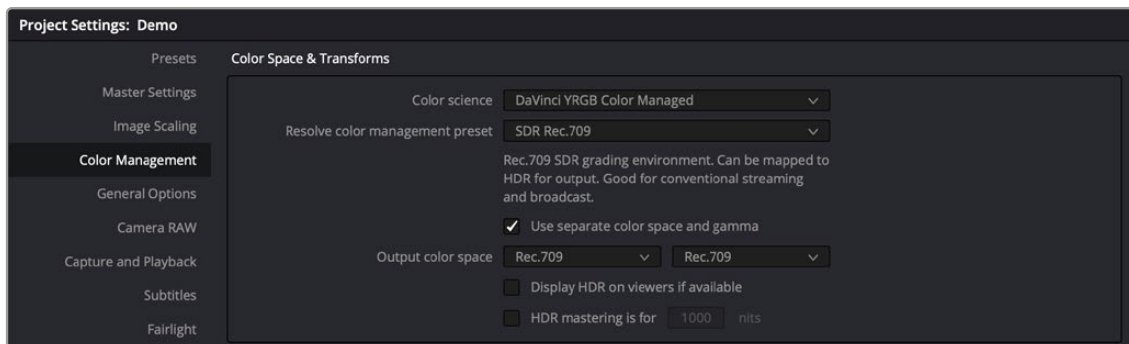 Project Settings: Demo
Presets
Master Settings
Image Scaling
Color Management
General Options
Camera RAW
Capture and Playback
Subtitles
Fairlight
Color Space & Transforms
Color science DaVinci YRGB Color Managed
Resolve color management preset SDR Rec.709
Rec.709 SDR grading environment. Can be mapped to
HDR for output. Good for conventional streaming
and broadcast.
Use separate color space and gamma
Output color space Rec.709 Rec.709
Display HDR on viewers if available
HDR mastering is for 1000 nits